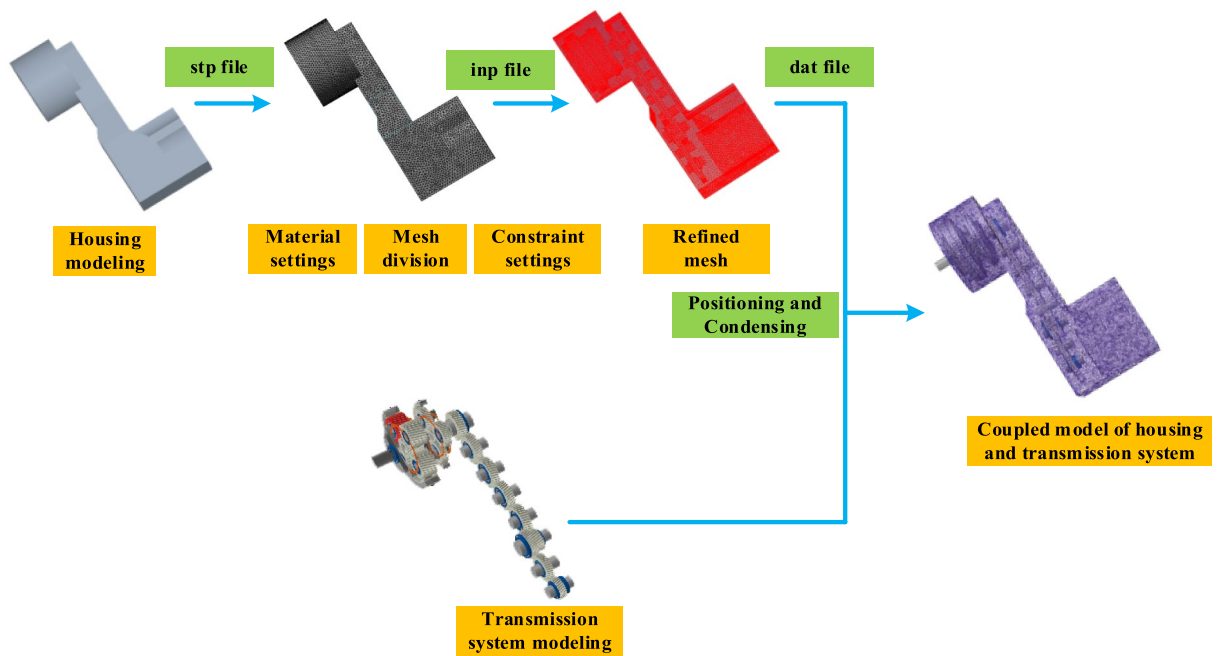 stp file
inp file
dat file
Housing
modeling
Material
settings
Mesh
division
Constraint
settings
Refined
mesh
Positioning and
Condensing
Coupled model of housing
and transmission system
Transmission
system modeling